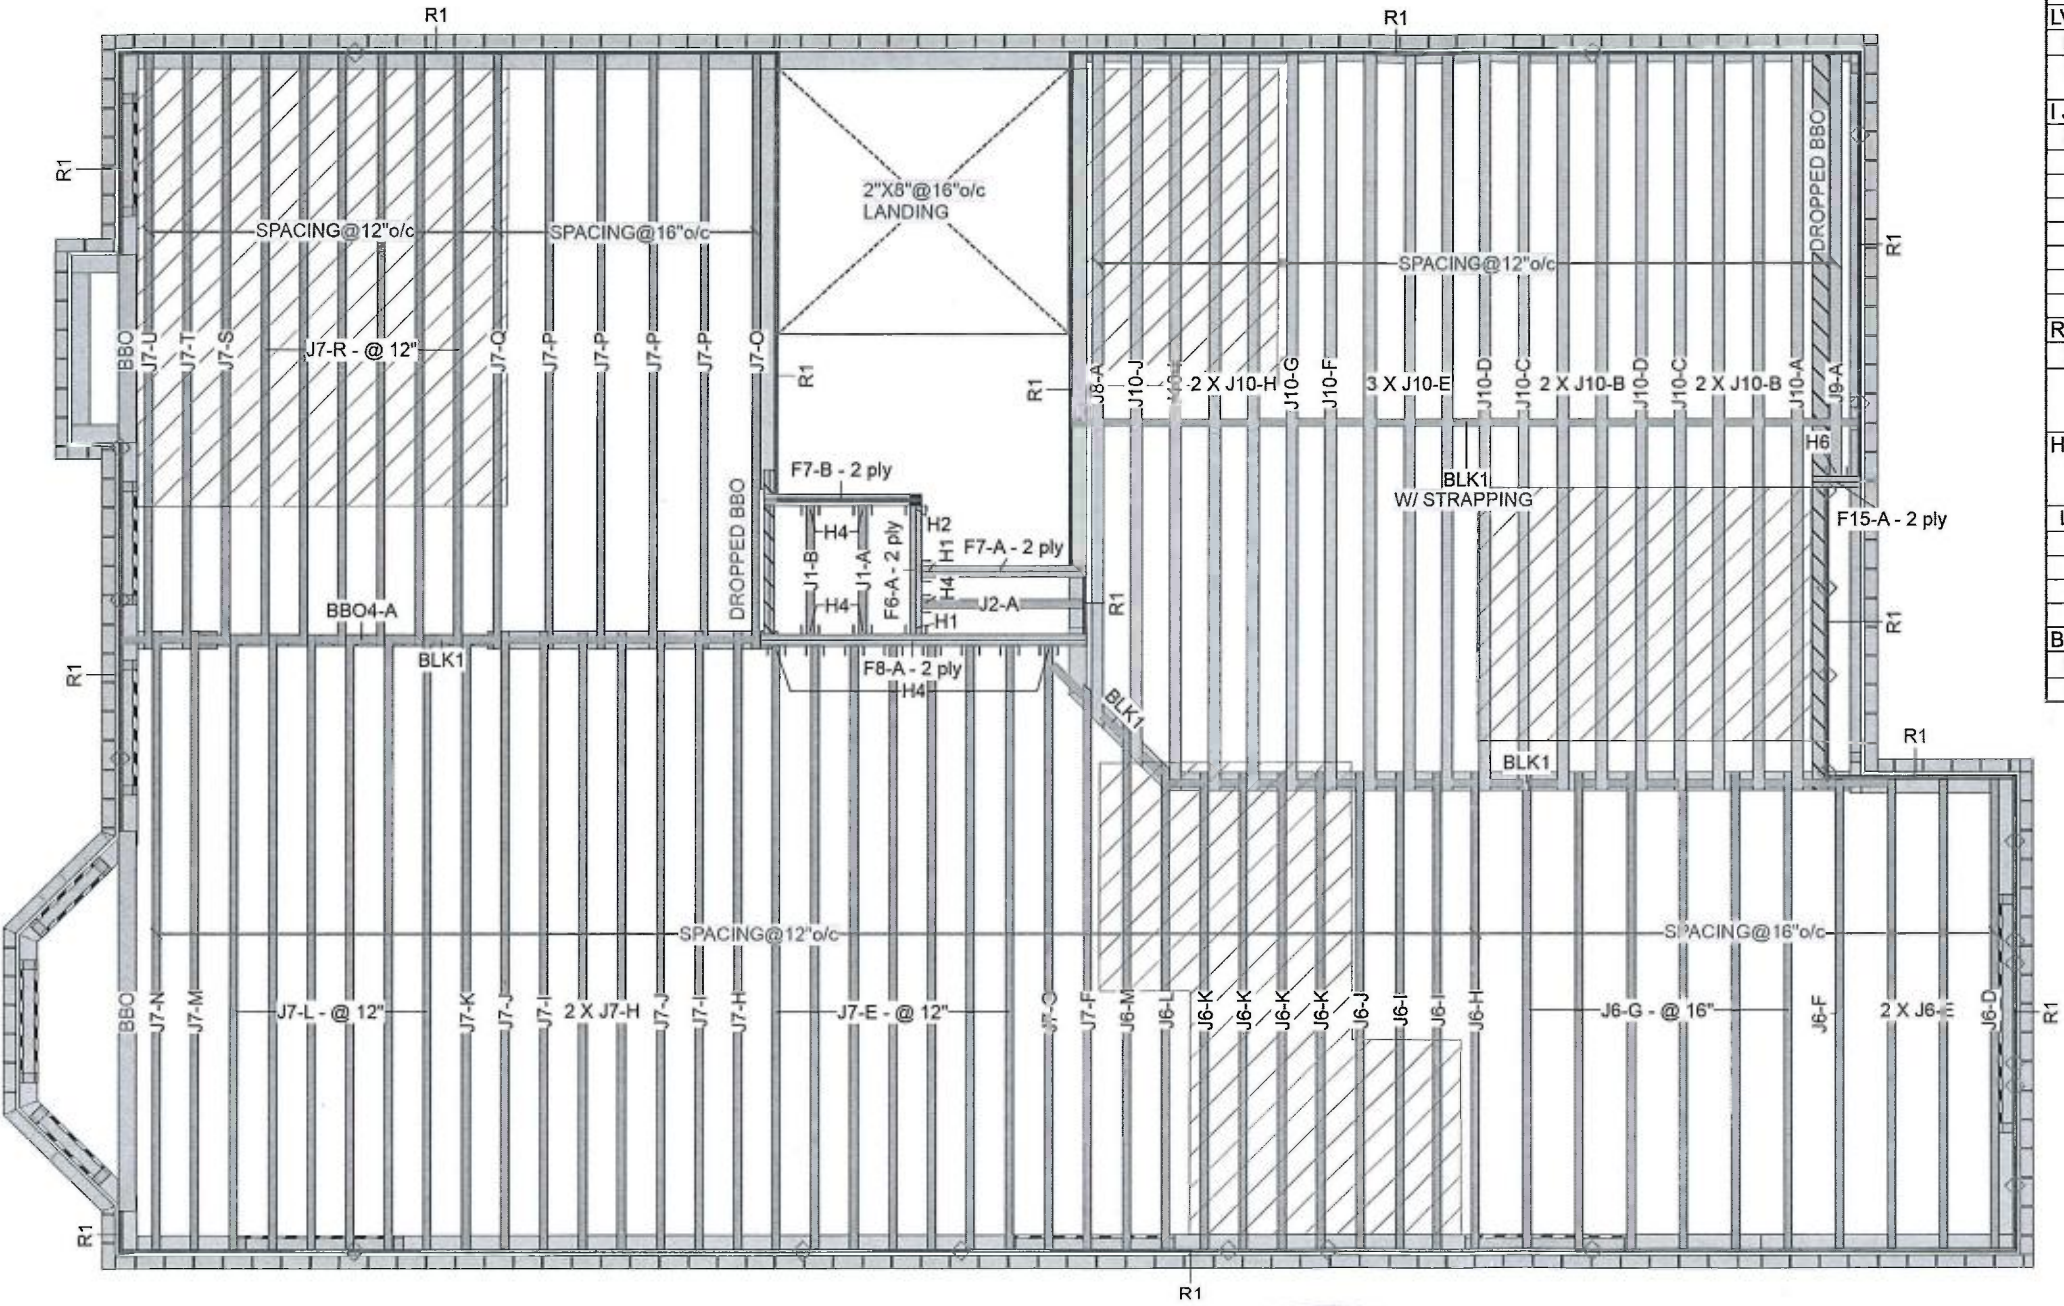 R1
R1
LV
R1
2"X8"@16"o/c
LANDING
DROPPED BBO
DROPPED BBO
IJ
SPACING@12"o/c
SPACING@16"o/c
SPACING@12"o/c
R1
R
BBO
J7-U
J7-T
J7-S
J7-R - @ 12"
J7-Q
J7-P
J7-P
J7-P
J7-P
J7-O
R1
R1
J8-A
J10-J
2 X J10-H
J10-G
J10-F
3 X J10-E
J10-D
J10-C
2 X J10-B
J10-D
J10-C
2 X J10-B
J10-A
J9-A
H6
H
BLK1
W/ STRAPPING
F15-A - 2 ply
L
F7-B - 2 ply
H2
H4
J1-B
J1-A
F6-A - 2 ply
H1
F7-A - 2 ply
H4
J2-A
H4
H1
R1
R1
BBO4-A
BLK1
R1
F8-A - 2 ply
H4
BLK1
B
R1
BLK1
SPACING@12"o/c
SPACING@16"o/c
BBO
J7-N
J7-M
J7-L - @ 12"
J7-K
J7-J
J7-I
2 X J7-H
J7-J
J7-I
J7-H
J7-E - @ 12"
J7-F
J6-M
J6-L
J6-K
J6-K
J6-K
J6-K
J6-J
J6-I
J6-I
J6-H
J6-G - @ 16"
J6-F
2 X J6-E
J6-D
R1
R1
R1